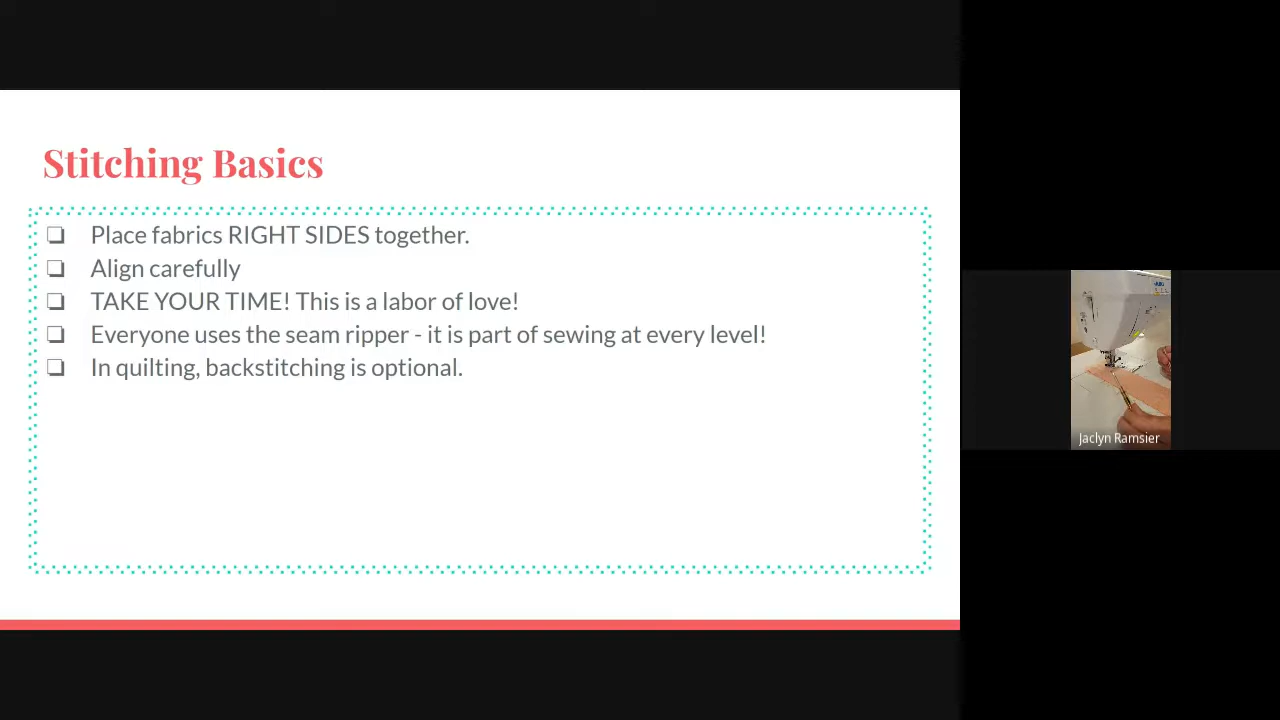 Stitching Basics
❏ Place fabrics RIGHT SIDES together.
❏ Align carefully
❏ TAKE YOUR TIME! This is a labor of love!
❏ Everyone uses the seam ripper - it is part of sewing at every level!
❏ In quilting, backstitching is optional.
Jaclyn Ramsier